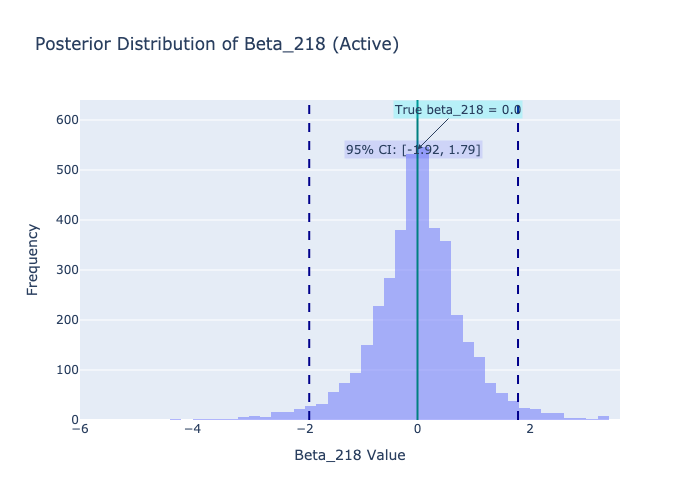 Posterior Distribution of Beta_218 (Active)
True beta_218 = 0.0
95% CI: [-1.92, 1.79]
600
500
400
300
200
100
0
Frequency
−6
−4
−2
0
2
Beta_218 Value